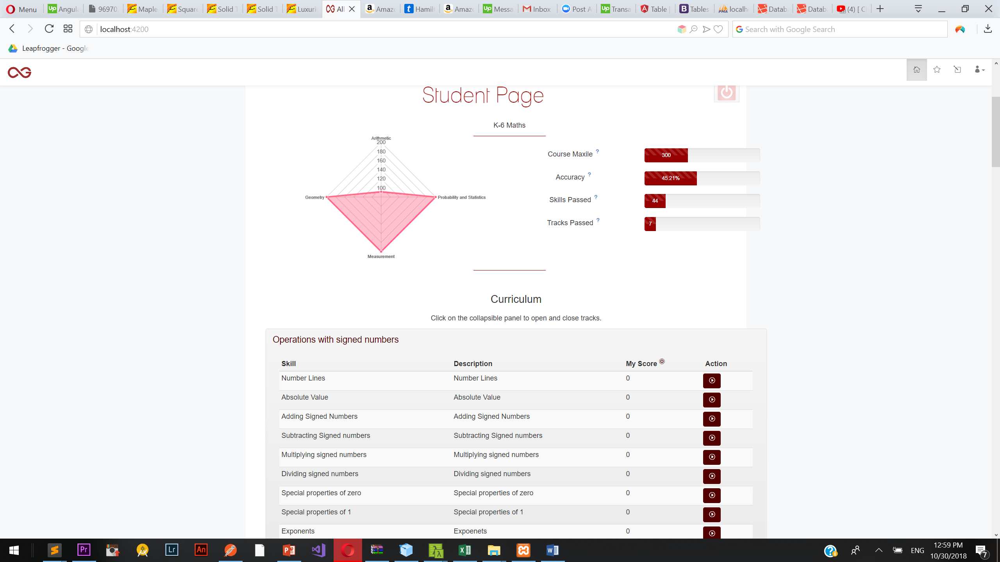 Menu
Angula
96970
Maple
Square
Solid T
Solid T
Luxuri
All
Amazo
Hamilt
Amazo
Messa
Inbox
Post A
Transa
Table
Tables
localh
Datab
Datab
(4) [ Cl
localhost:4200
Search with Google Search
Leapfrogger - Google
Student Page
K-6 Maths
Arithmetic
200
180
160
140
120
100
Geometry
Probability and Statistics
Measurement
Course Maxile ?
300
Accuracy ?
45.21%
Skills Passed ?
44
Tracks Passed ?
7
Curriculum
Click on the collapsible panel to open and close tracks.
Operations with signed numbers
Skill Description My Score Action
Number Lines Number Lines 0
Absolute Value Absolute Value 0
Adding Signed Numbers Adding Signed Numbers 0
Subtracting Signed numbers Subtracting Signed numbers 0
Multiplying signed numbers Multiplying signed numbers 0
Dividing signed numbers Dividing signed numbers 0
Special properties of zero Special properties of zero 0
Special properties of 1 Special properties of 1 0
Exponents Expoenets 0
ENG
12:59 PM
10/30/2018
7